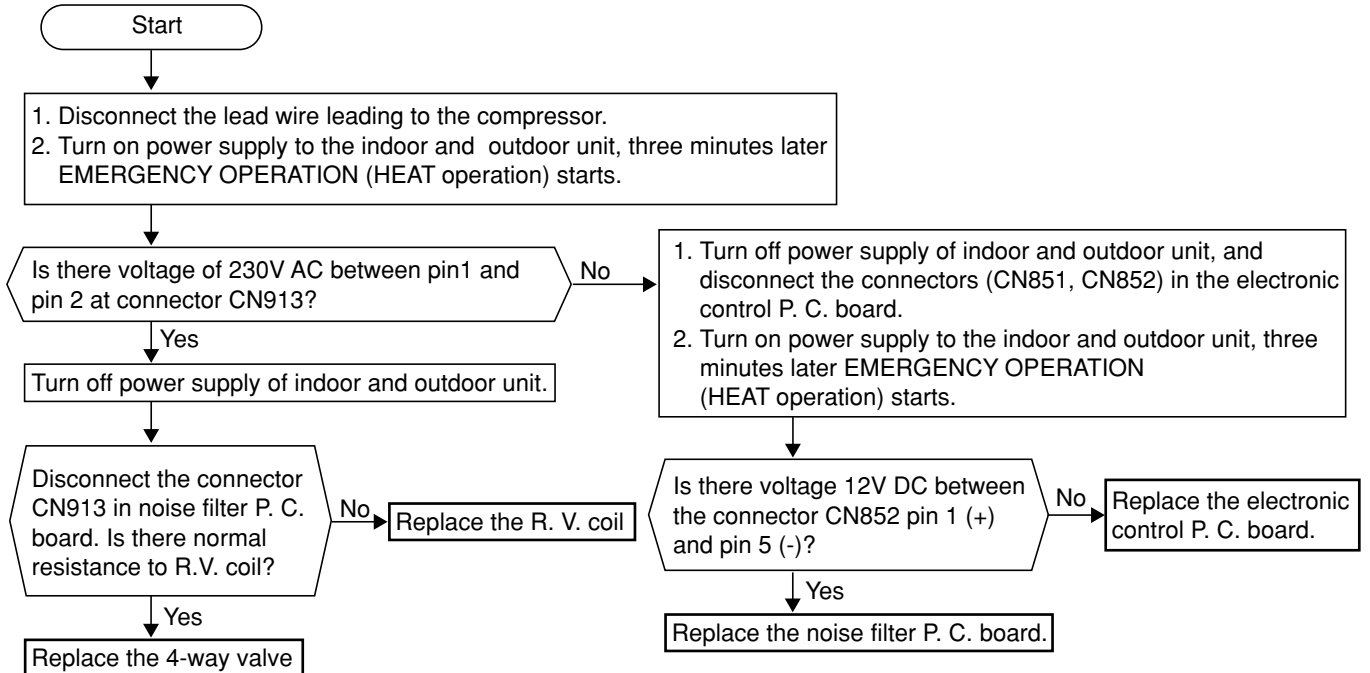 Start
1. Disconnect the lead wire leading to the compressor.
2. Turn on power supply to the indoor and outdoor unit, three minutes later
EMERGENCY OPERATION (HEAT operation) starts.
Is there voltage of 230V AC between pin1 and
pin 2 at connector CN913?
No
Yes
Turn off power supply of indoor and outdoor unit.
Disconnect the connector
CN913 in noise filter P. C.
board. Is there normal
resistance to R.V. coil?
No
Replace the R. V. coil
Yes
Replace the 4-way valve
1. Turn off power supply of indoor and outdoor unit, and
disconnect the connectors (CN851, CN852) in the electronic
control P. C. board.
2. Turn on power supply to the indoor and outdoor unit, three
minutes later EMERGENCY OPERATION
(HEAT operation) starts.
Is there voltage 12V DC between
the connector CN852 pin 1 (+)
and pin 5 (-)?
No
Replace the electronic
control P. C. board.
Yes
Replace the noise filter P. C. board.